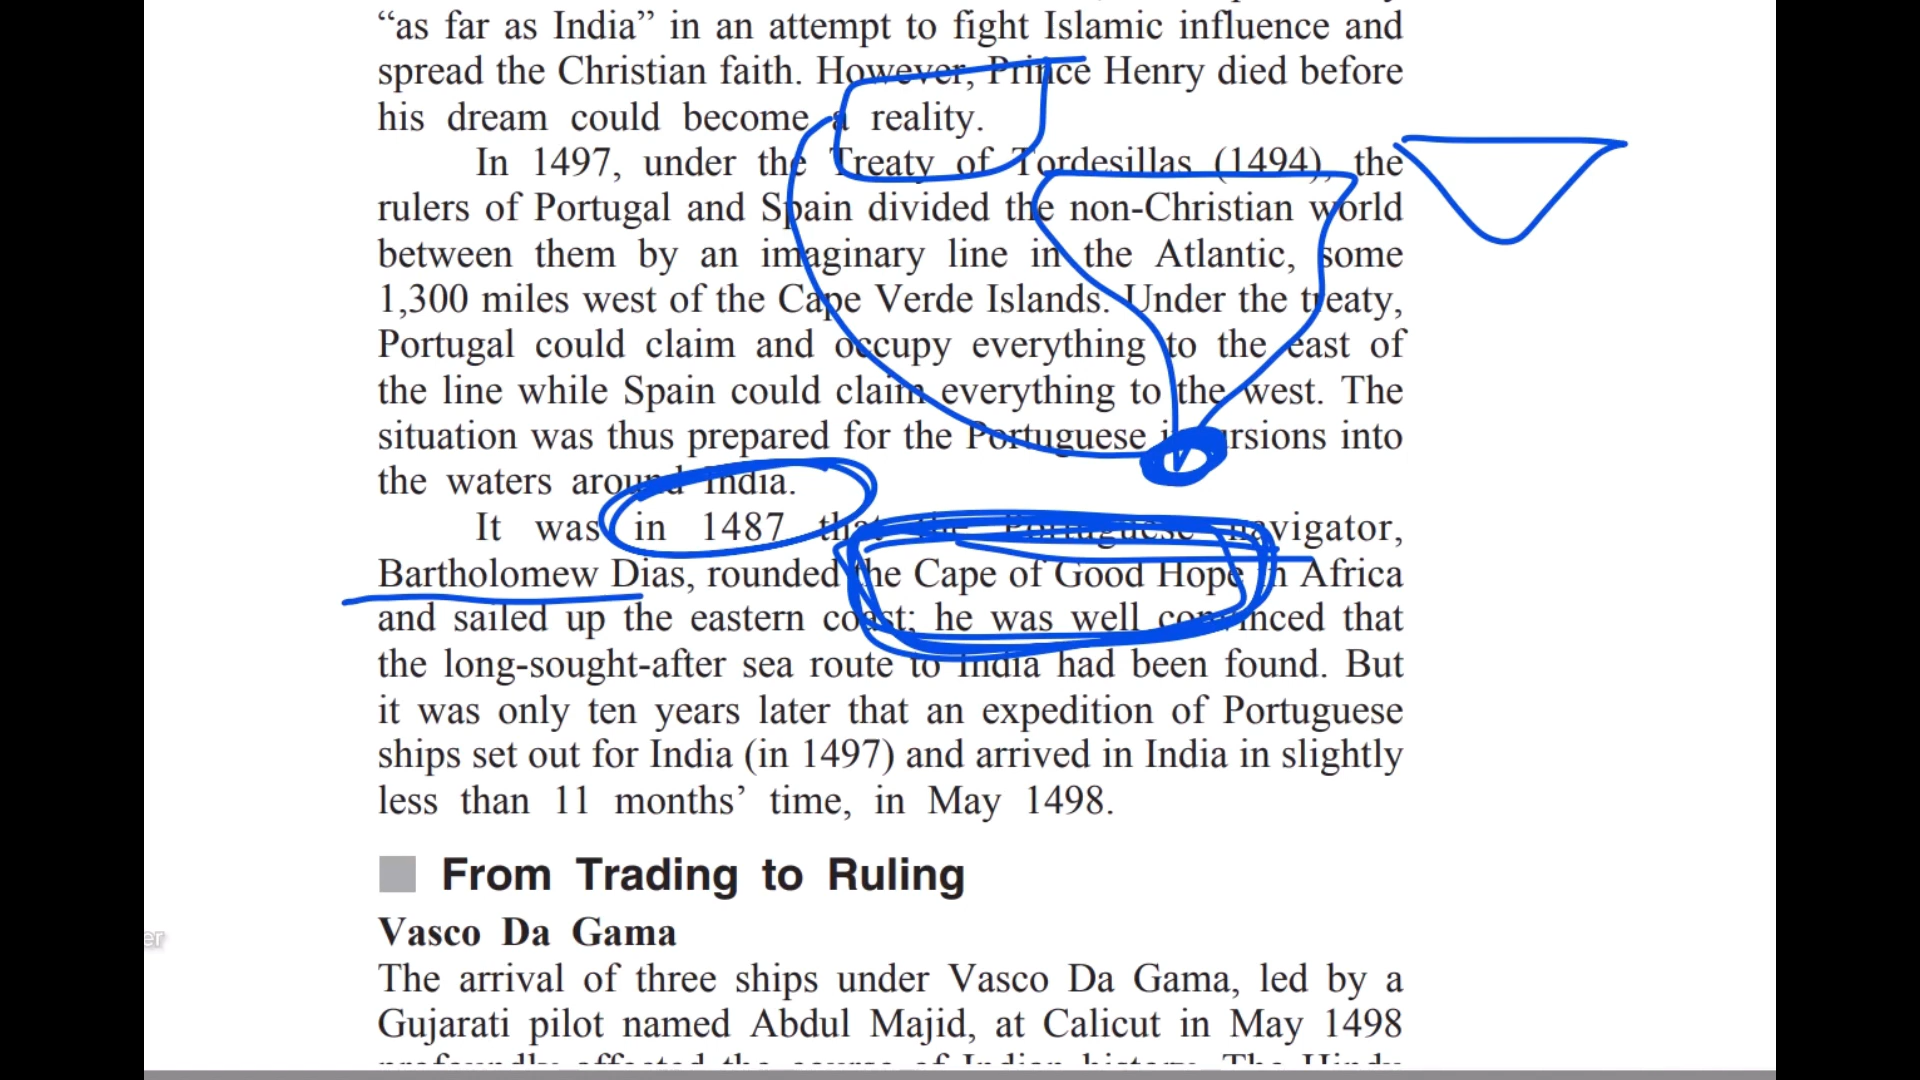 “as far as India” in an attempt to fight Islamic influence and
spread the Christian faith. However, Prince Henry died before
his dream could become a reality.
In 1497, under the Treaty of Tordesillas (1494), the
rulers of Portugal and Spain divided the non-Christian world
between them by an imaginary line in the Atlantic, some
1,300 miles west of the Cape Verde Islands. Under the treaty,
Portugal could claim and occupy everything to the east of
the line while Spain could claim everything to the west. The
situation was thus prepared for the Portuguese incursions into
the waters around India.
It was in 1487 that the Portuguese navigator,
Bartholomew Dias, rounded the Cape of Good Hope in Africa
and sailed up the eastern coast; he was well convinced that
the long-sought-after sea route to India had been found. But
it was only ten years later that an expedition of Portuguese
ships set out for India (in 1497) and arrived in India in slightly
less than 11 months’ time, in May 1498.
From Trading to Ruling
Vasco Da Gama
The arrival of three ships under Vasco Da Gama, led by a
Gujarati pilot named Abdul Majid, at Calicut in May 1498
profoundly affected the course of Indian history. The Hindu